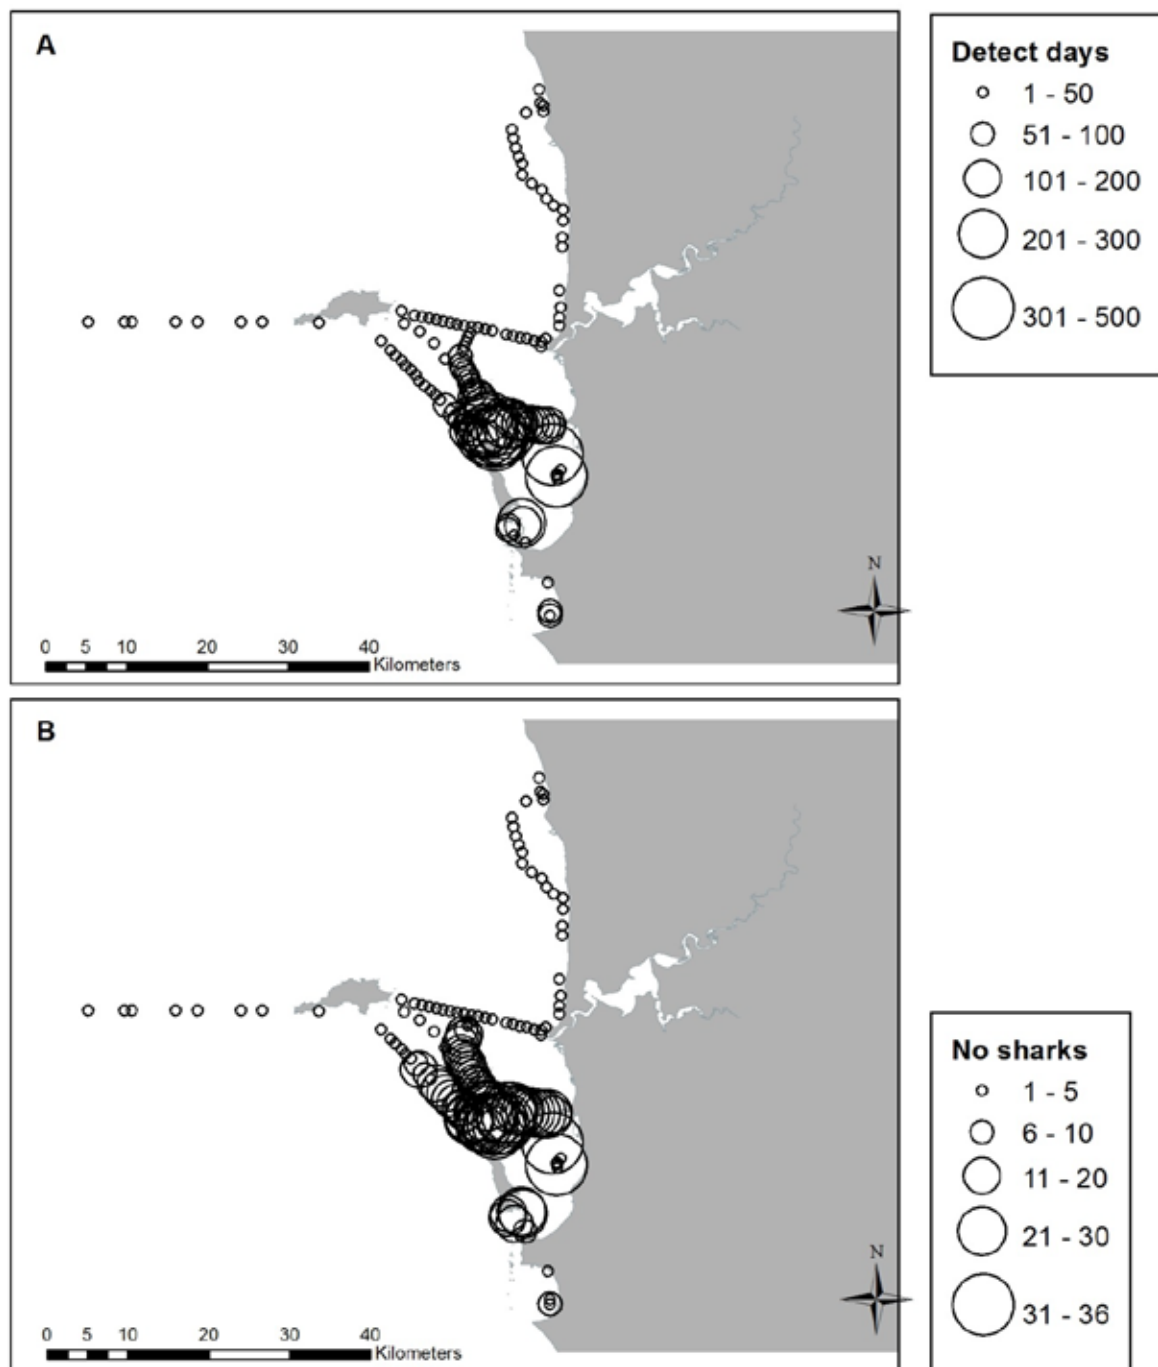 A
N
0 5 10 20 30 40
Kilometers
Detect days
1 - 50
51 - 100
101 - 200
201 - 300
301 - 500
B
N
0 5 10 20 30 40
Kilometers
No sharks
1 - 5
6 - 10
11 - 20
21 - 30
31 - 36